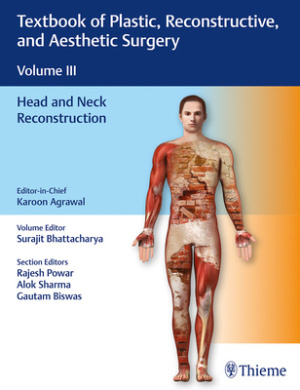 Textbook of Plastic, Reconstructive,
and Aesthetic Surgery
Volume III
Head and Neck
Reconstruction
Editor-in-Chief
Karoon Agrawal
Volume Editor
Surajit Bhattacharya
Section Editors
Rajesh Powar
Alok Sharma
Gautam Biswas
Thieme